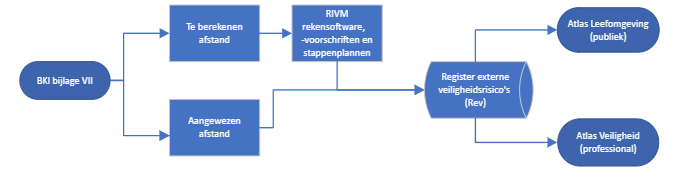 BKI bijlage VII
Te berekenen
afstand
RIVM
rekensoftware,
-voorschriften en
stappenplannen
Aangewezen
afstand
Register externe
veiligheidsrisico's
(Rev)
Atlas Leefomgeving
(publiek)
Atlas Veiligheid
(professional)